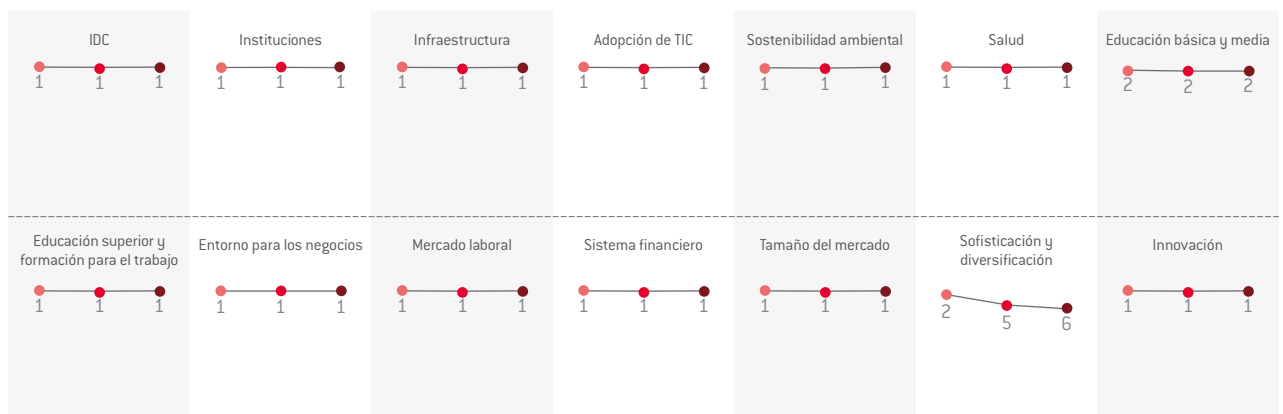 IDC
1 1 1
Instituciones
1 1 1
Infraestructura
1 1 1
Adopción de TIC
1 1 1
Sostenibilidad ambiental
1 1 1
Salud
1 1 1
Educación básica y media
2 2 2
Educación superior y
formación para el trabajo
1 1 1
Entorno para los negocios
1 1 1
Mercado laboral
1 1 1
Sistema financiero
1 1 1
Tamaño del mercado
1 1 1
Sofisticación y
diversificación
2 5 6
Innovación
1 1 1